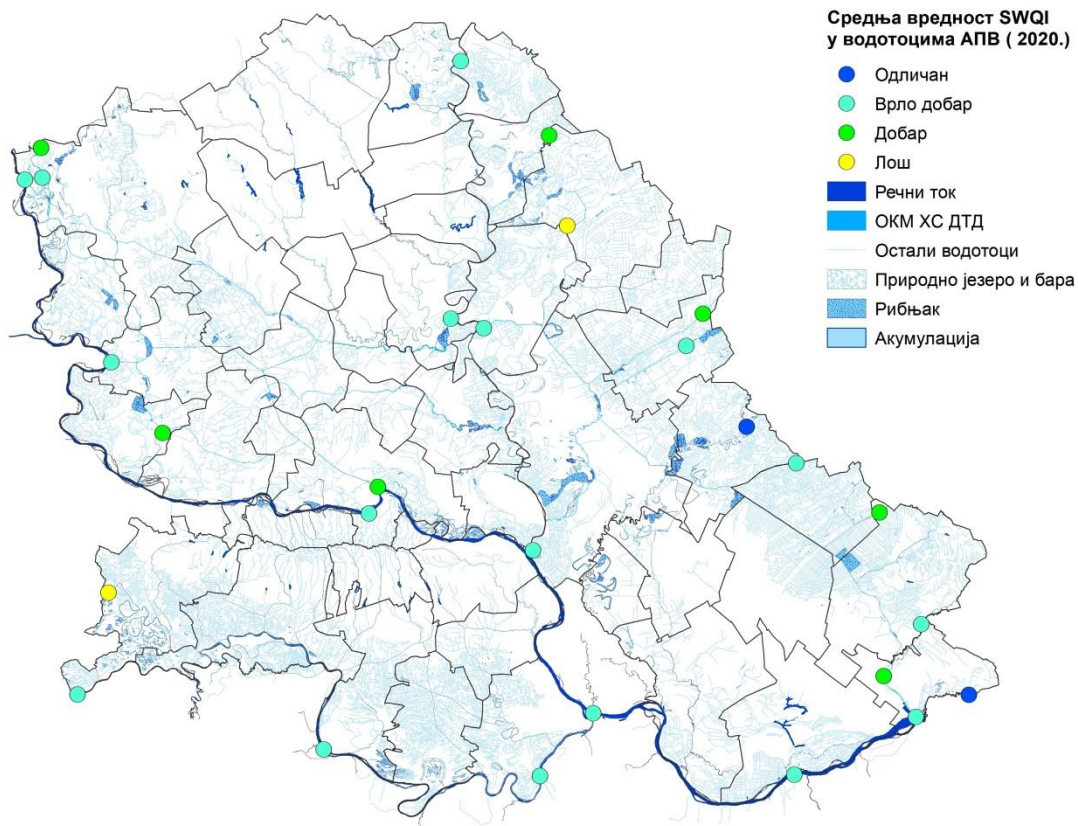 Средња вредност SWQI
у водотоцима АПВ ( 2020.)
Одличан
Врло добар
Добар
Лош
Речни ток
ОКМ ХС ДТД
Остали водотоци
Природно језеро и бара
Рибњак
Акумулација